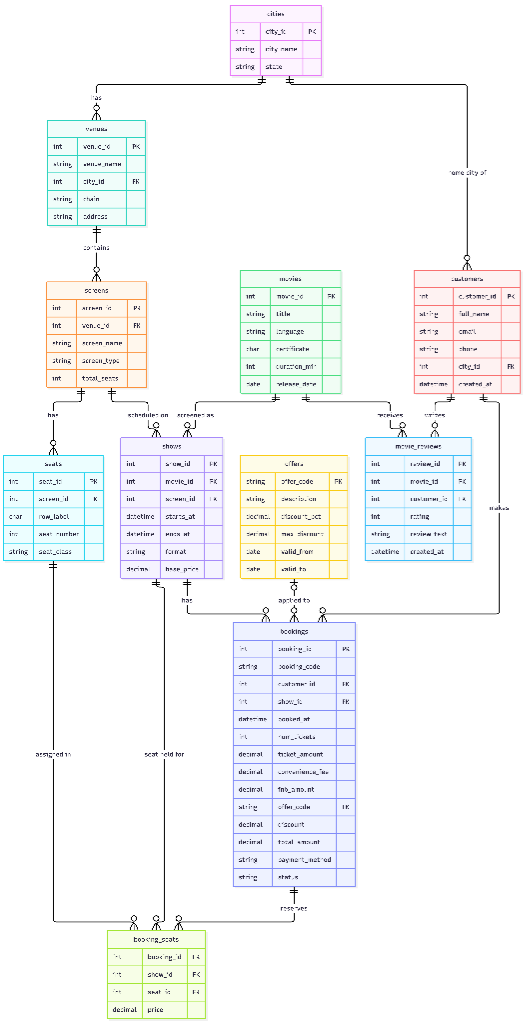 cities
int city_id PK
string city_name
string state
has
home city of
venues
int venue_id PK
string venue_name
int city_id FK
string chain
string address
contains
screens
int screen_id PK
int venue_id FK
string screen_name
string screen_type
int total_seats
movies
int movie_id PK
string title
string language
char certificate
int duration_min
date release_date
customers
int customer_id PK
string full_name
string email
string phone
int city_id FK
datetime created_at
has
scheduled on
screened as
receives
writes
seats
int seat_id PK
int screen_id FK
char row_label
int seat_number
string seat_class
shows
int show_id PK
int movie_id FK
int screen_id FK
datetime starts_at
datetime ends_at
string format
decimal base_price
offers
string offer_code PK
string description
decimal discount_pct
decimal max_discount
date valid_from
date valid_to
movie_reviews
int review_id PK
int movie_id FK
int customer_id FK
int rating
string review_text
datetime created_at
makes
has
applied to
bookings
int booking_id PK
string booking_code
int customer_id FK
int show_id FK
datetime booked_at
int num_tickets
decimal ticket_amount
decimal convenience_fee
decimal fnb_amount
string offer_code FK
decimal discount
decimal total_amount
string payment_method
string status
assigned in
seat held for
reserves
booking_seats
int booking_id FK
int show_id FK
int seat_id FK
decimal price